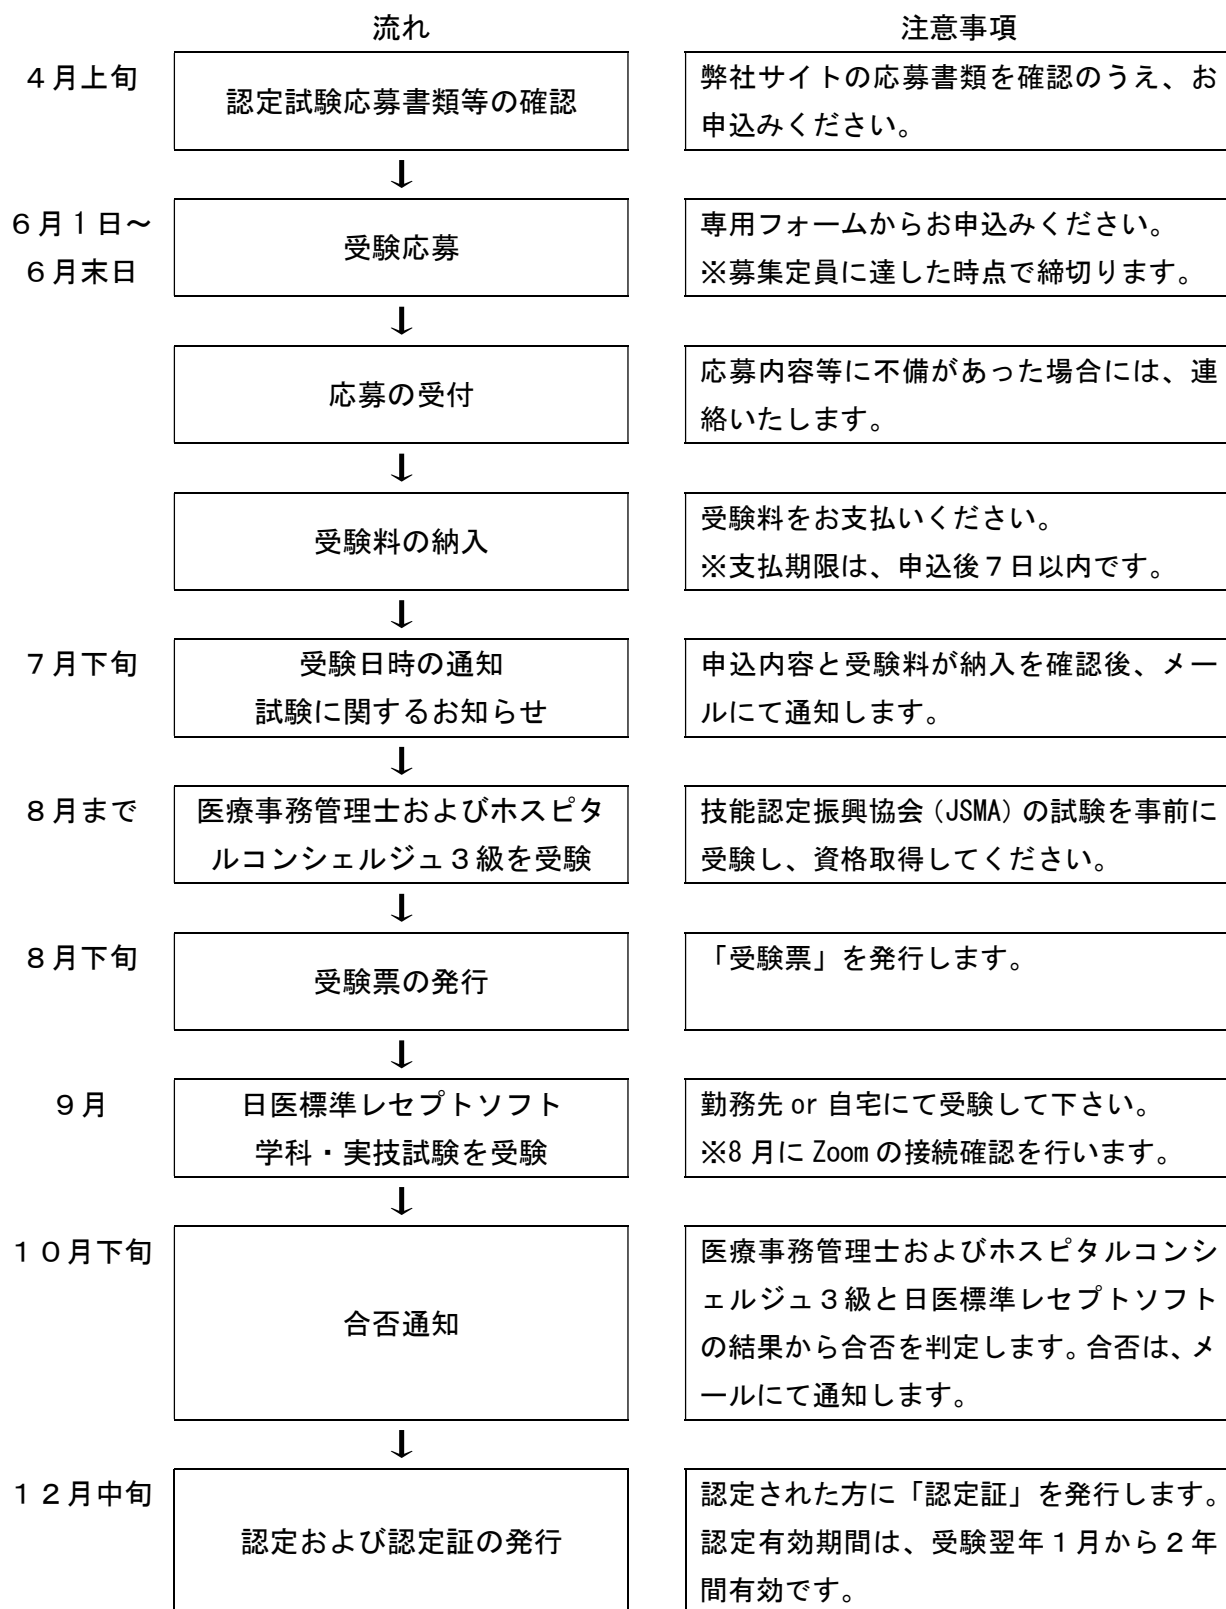 流れ 注意事項
４月上旬
認定試験応募書類等の確認
弊社サイトの応募書類を確認のうえ、お
申込みください。
↓
６月１日～
６月末日
受験応募
専用フォームからお申込みください。
※募集定員に達した時点で締切ります。
↓
応募の受付
応募内容等に不備があった場合には、連
絡いたします。
↓
受験料の納入
受験料をお支払いください。
※支払期限は、申込後７日以内です。
↓
７月下旬
受験日時の通知
試験に関するお知らせ
申込内容と受験料が納入を確認後、メー
ルにて通知します。
↓
８月まで
医療事務管理士およびホスピタ
ルコンシェルジュ３級を受験
技能認定振興協会（JSMA）の試験を事前に
受験し、資格取得してください。
↓
８月下旬
受験票の発行
「受験票」を発行します。
↓
９月
日医標準レセプトソフト
学科・実技試験を受験
勤務先 or 自宅にて受験して下さい。
※8 月に Zoom の接続確認を行います。
↓
１０月下旬
合否通知
医療事務管理士およびホスピタルコンシ
ェルジュ３級と日医標準レセプトソフト
の結果から合否を判定します。合否は、メ
ールにて通知します。
↓
１２月中旬
認定および認定証の発行
認定された方に「認定証」を発行します。
認定有効期間は、受験翌年１月から２年
間有効です。